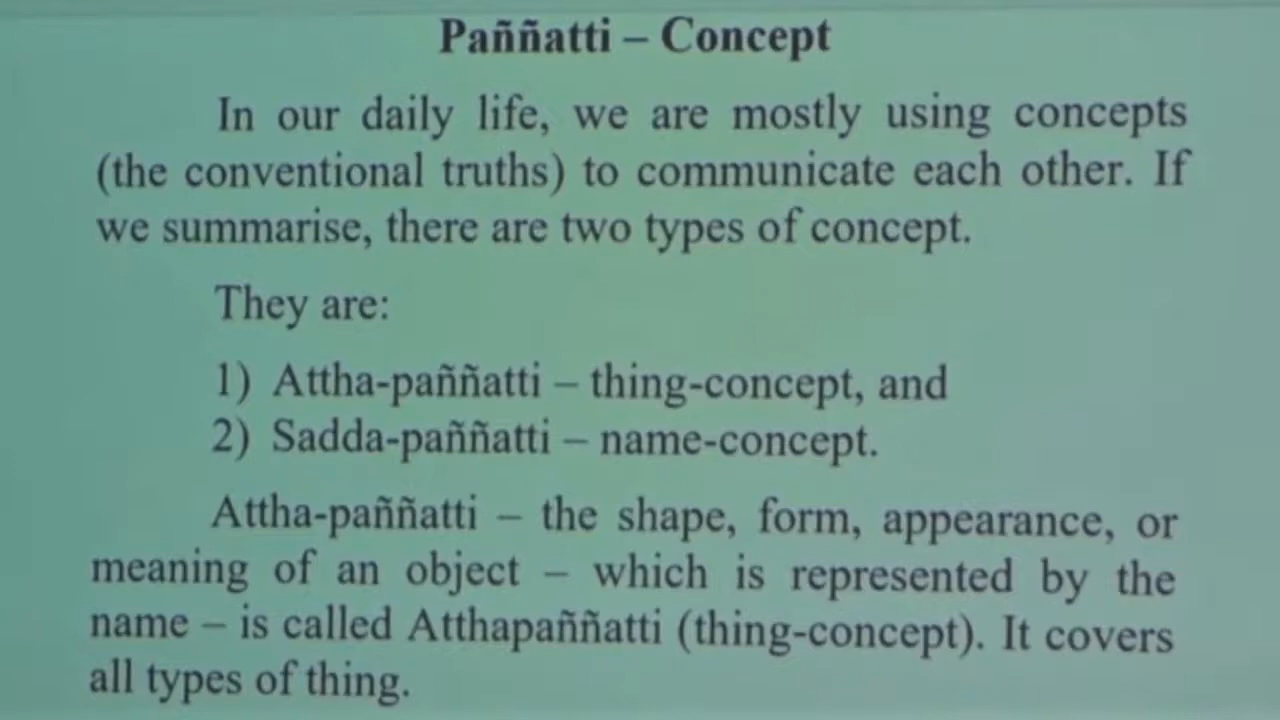 Paññatti – Concept
In our daily life, we are mostly using concepts
(the conventional truths) to communicate each other. If
we summarise, there are two types of concept.
They are:
1) Attha-paññatti – thing-concept, and
2) Sadda-paññatti – name-concept.
Attha-paññatti – the shape, form, appearance, or
meaning of an object – which is represented by the
name – is called Atthapaññatti (thing-concept). It covers
all types of thing.